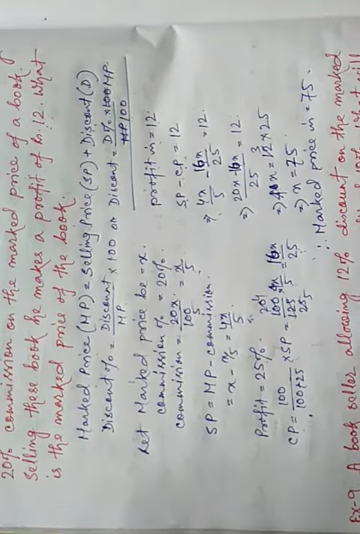 20% commission on the marked price of a book.
Selling these book he makes a profit of Rs. 12. What
is the marked price of the book.
Marked Price (MP) = Selling Price (SP) + Discount (D)
Discount % = Discount/MP × 100 or Discount = D% × MP/100
Let Marked price be = x.
commission % = 20%.
commission = 20x/100 = x/5
SP = MP - commission.
= x - x/5 = 4x/5.
Profit = 25%.
CP = 100/100+25 × SP = 100/125 × 4x/5 = 16x/25
profit is = 12.
SP - CP = 12
⇒ 4x/5 - 16x/25 = 12.
⇒ 20x-16x/25 = 12.
⇒ 4x = 12 × 25
⇒ x = 75
∴ Marked price is = 75.
Ex-9 A book seller allowing 12% discount on the marked